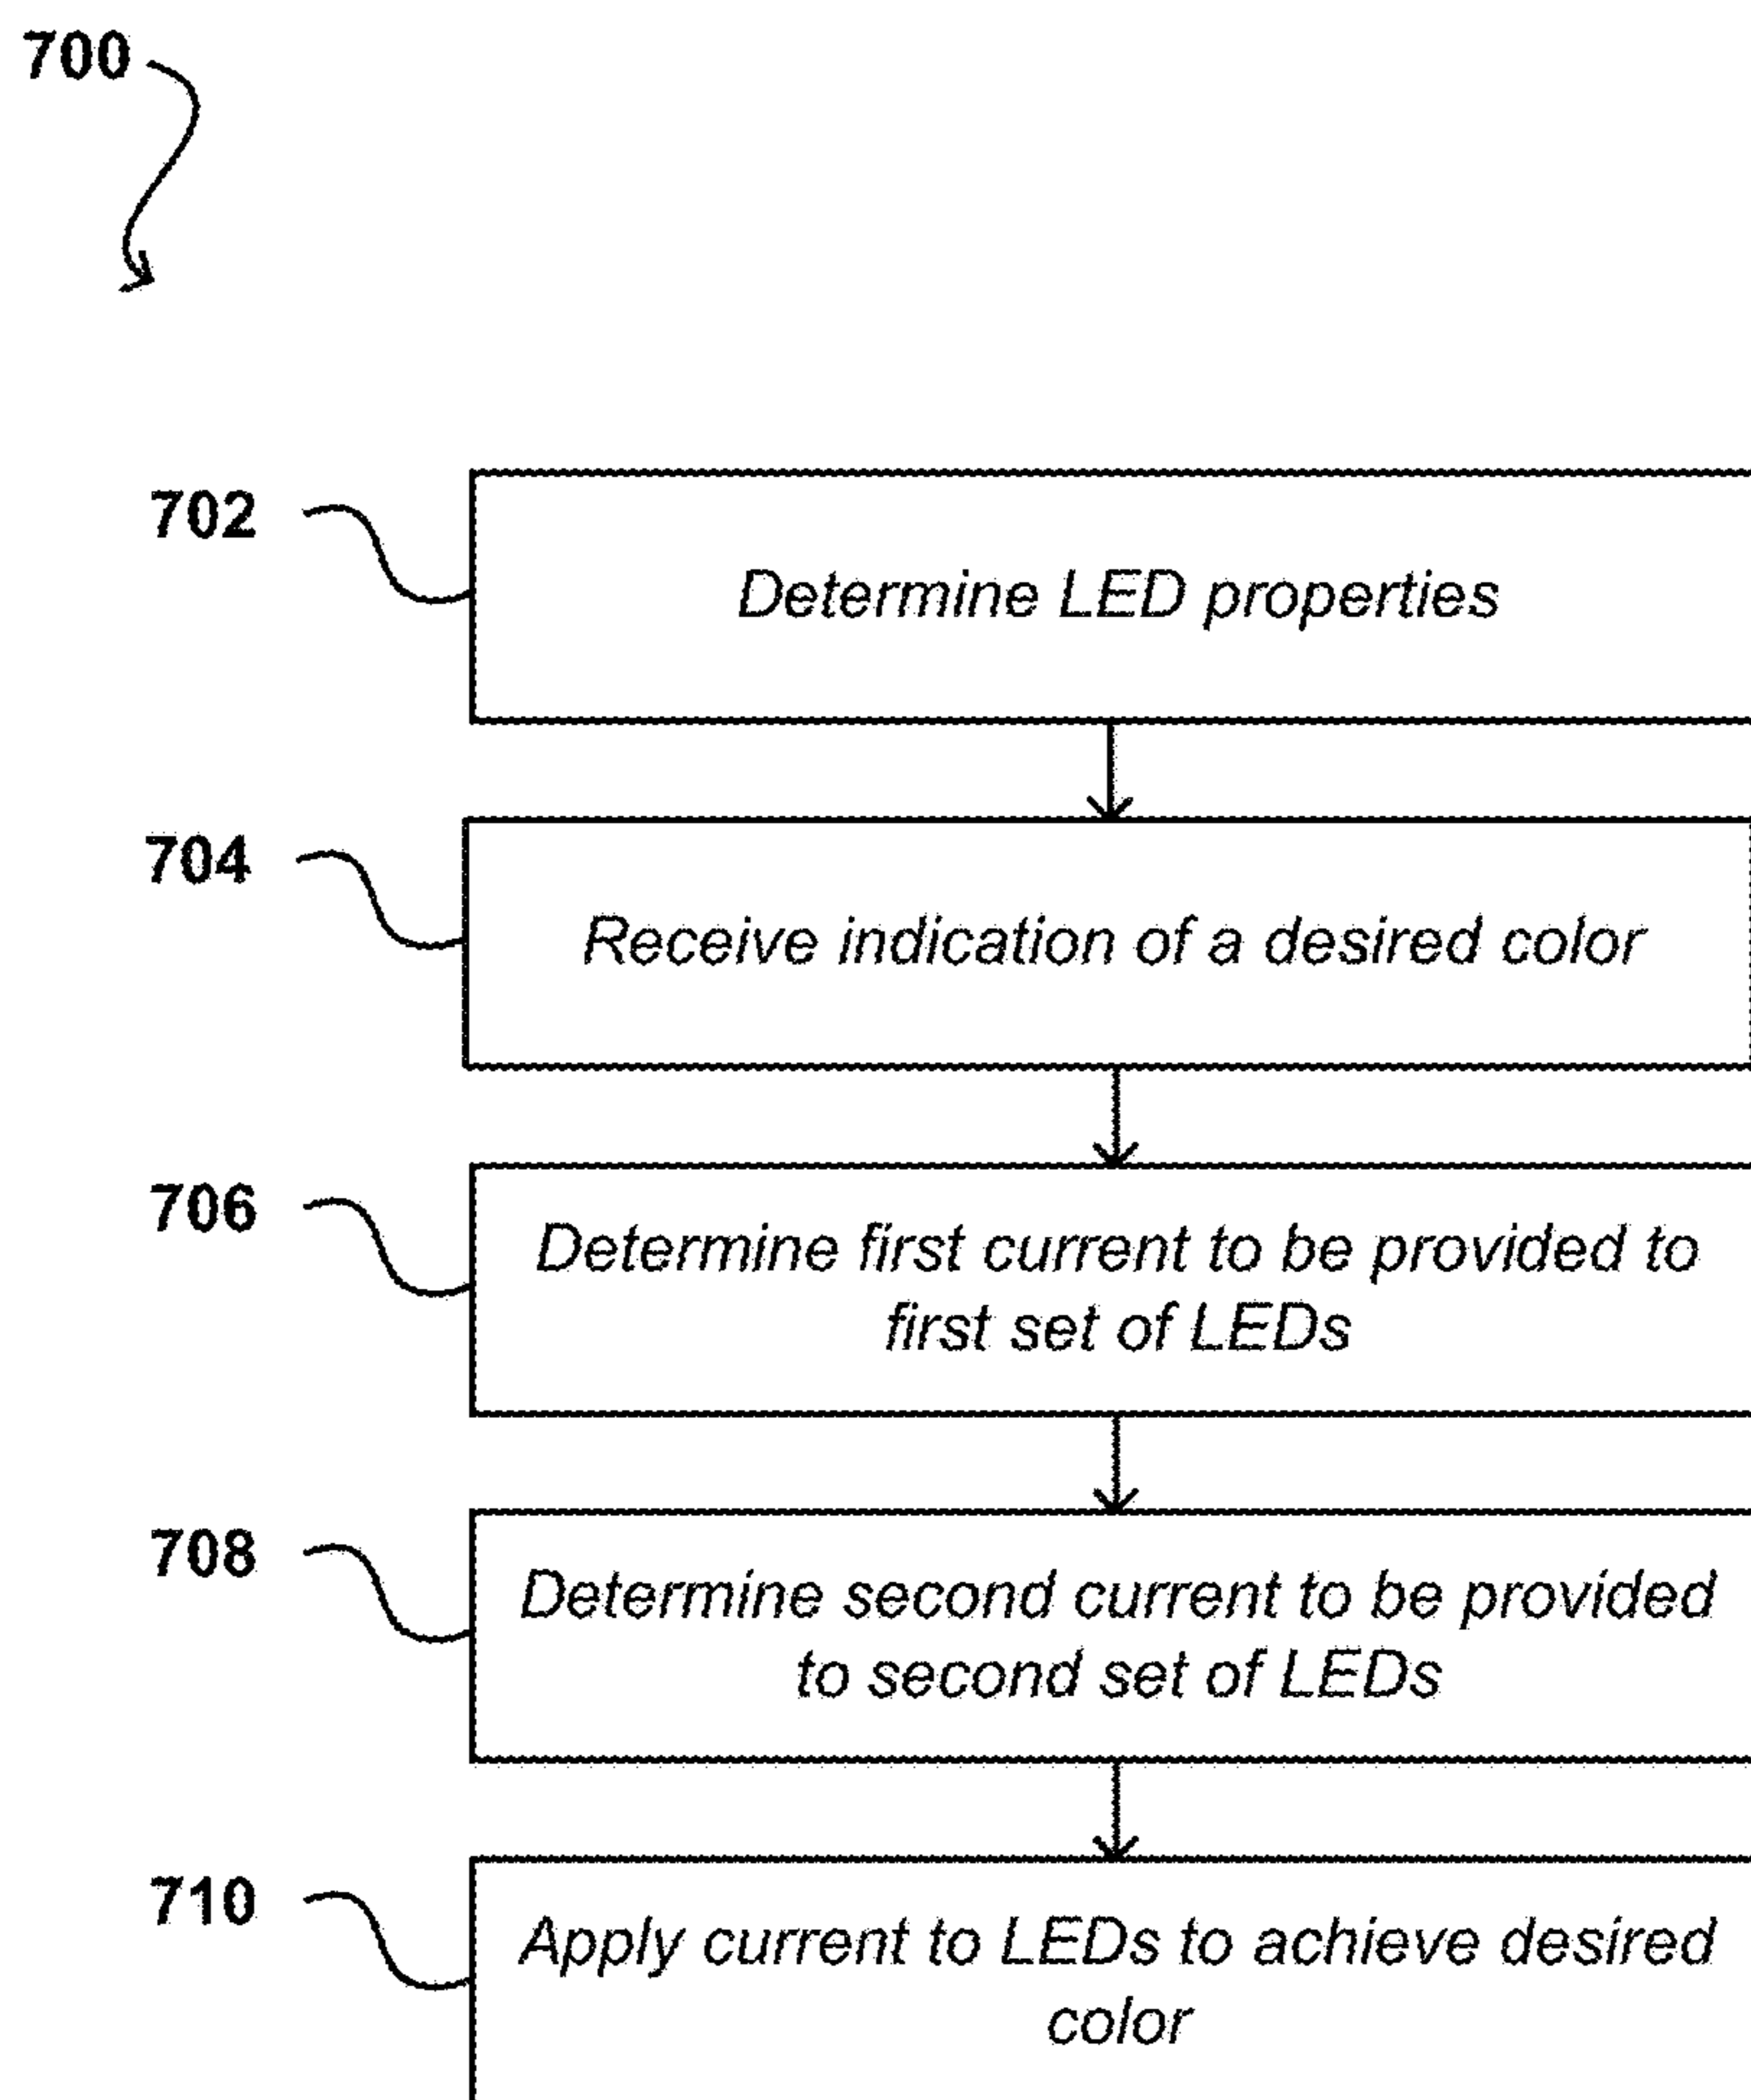 700
702
Determine LED properties
704
Receive indication of a desired color
706
Determine first current to be provided to
first set of LEDs
708
Determine second current to be provided
to second set of LEDs
710
Apply current to LEDs to achieve desired
color